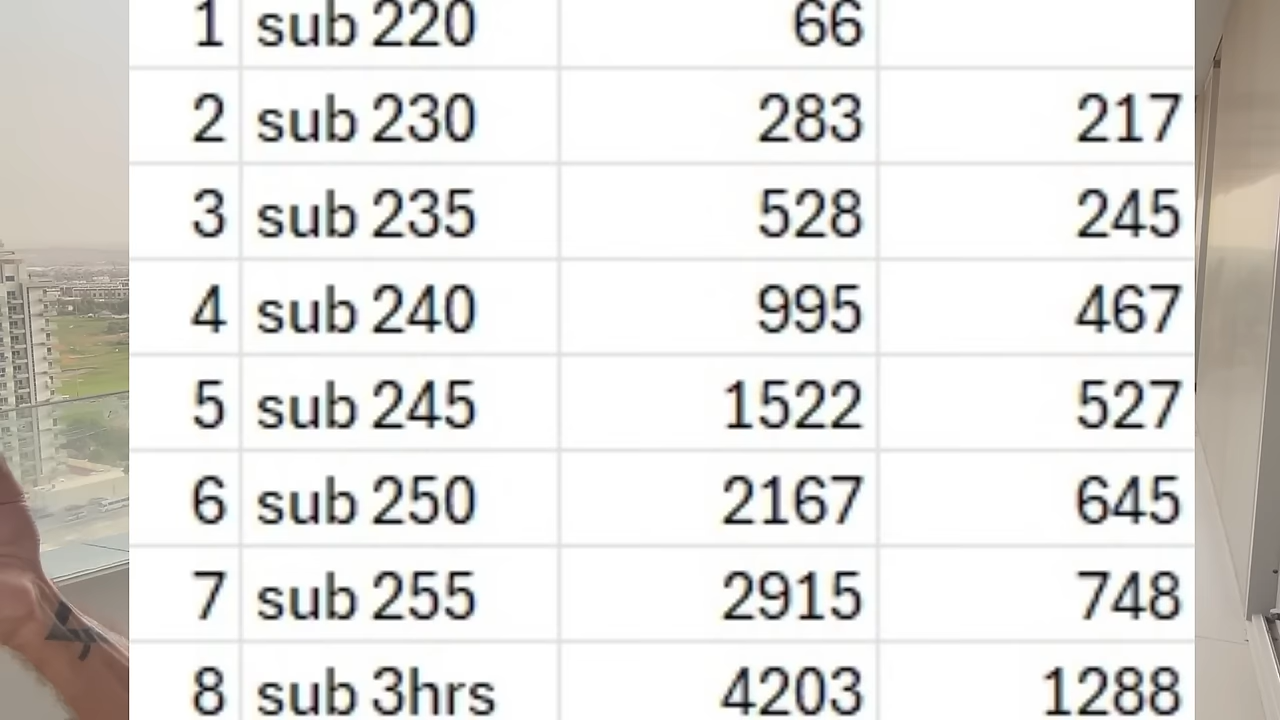 1 sub 220 66
2 sub 230 283 217
3 sub 235 528 245
4 sub 240 995 467
5 sub 245 1522 527
6 sub 250 2167 645
7 sub 255 2915 748
8 sub 3hrs 4203 1288